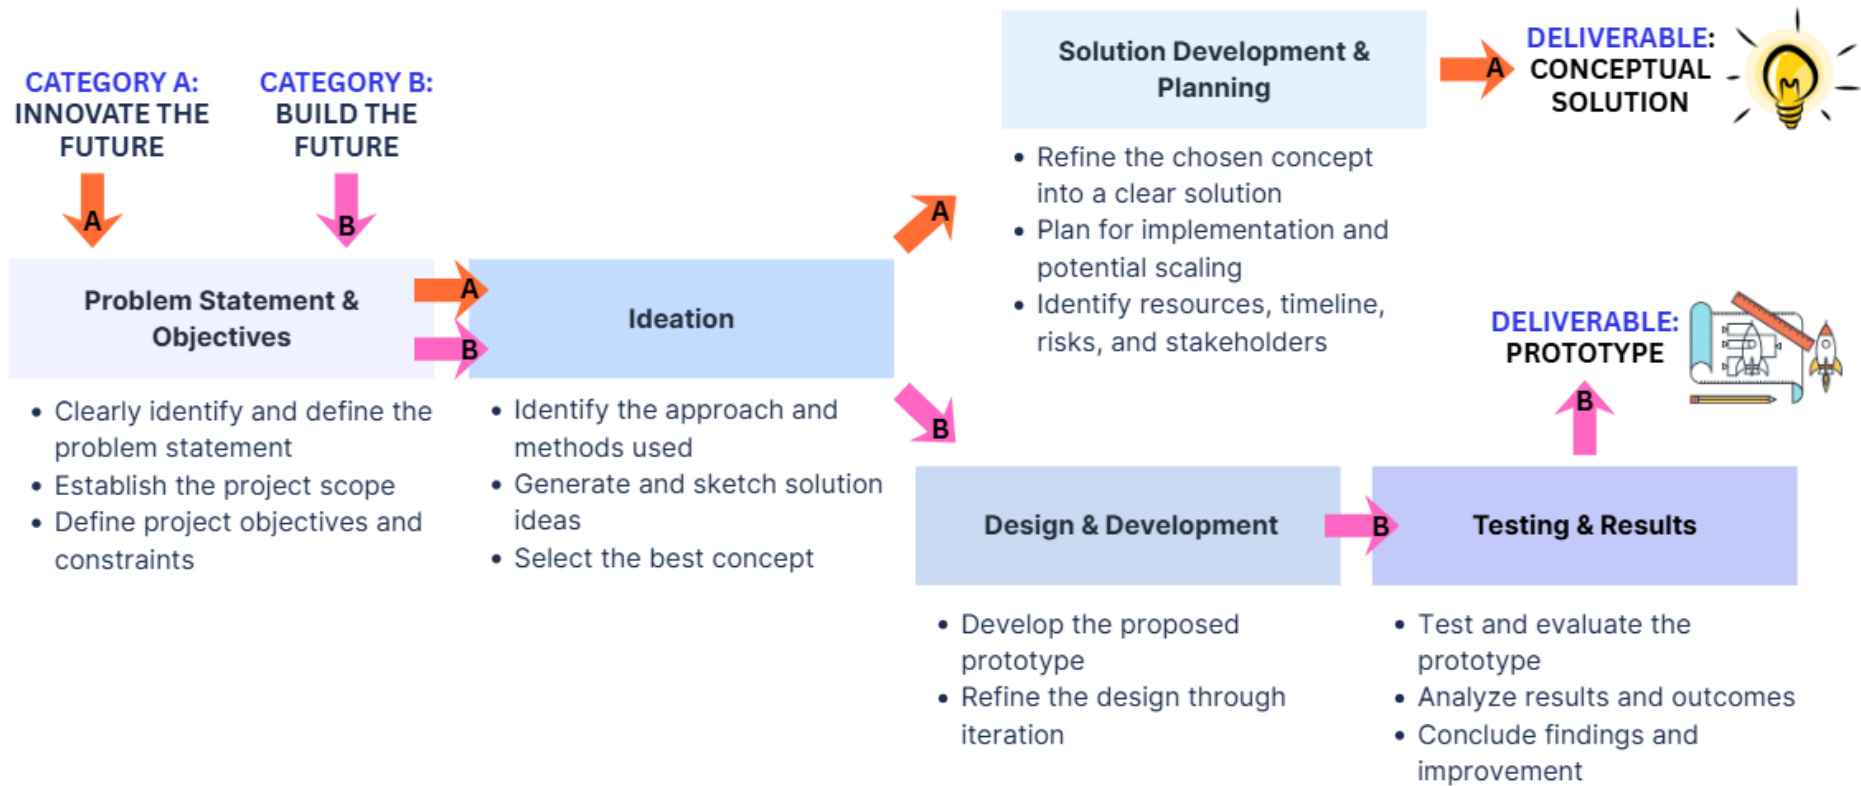 CATEGORY A:
INNOVATE THE
FUTURE
A
CATEGORY B:
BUILD THE
FUTURE
B
Problem Statement &
Objectives
• Clearly identify and define the
problem statement
• Establish the project scope
• Define project objectives and
constraints
A
B
Ideation
• Identify the approach and
methods used
• Generate and sketch solution
ideas
• Select the best concept
A
Solution Development &
Planning
• Refine the chosen concept
into a clear solution
• Plan for implementation and
potential scaling
• Identify resources, timeline,
risks, and stakeholders
A
DELIVERABLE:
CONCEPTUAL
SOLUTION
B
Design & Development
• Develop the proposed
prototype
• Refine the design through
iteration
B
Testing & Results
• Test and evaluate the
prototype
• Analyze results and outcomes
• Conclude findings and
improvement
B
DELIVERABLE:
PROTOTYPE